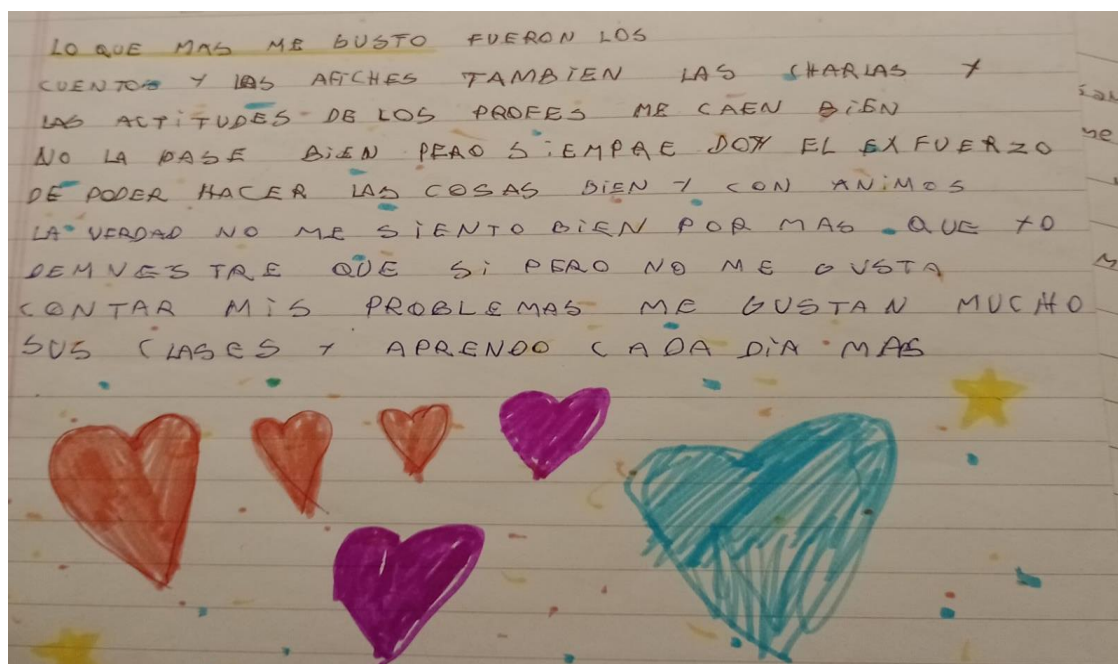 LO QUE MAS ME GUSTO FUERON LOS
CUENTOS Y LAS AFICHES TAMBIEN LAS CHARLAS Y
LAS ACTITUDES DE LOS PROFES ME CAEN BIEN
NO LA PASE BIEN PERO SIEMPRE DOY EL EXFUERZO
DE PODER HACER LAS COSAS BIEN Y CON ANIMOS
LA VERDAD NO ME SIENTO BIEN POR MAS QUE YO
DEMUESTRE QUE SI PERO NO ME GUSTA
CONTAR MIS PROBLEMAS ME GUSTAN MUCHO
SUS CLASES Y APRENDO CADA DIA MAS